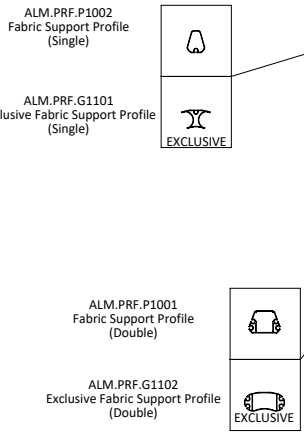 ALM.PRF.P1002
Fabric Support Profile
(Single)
ALM.PRF.G1101
lusive Fabric Support Profile
(Single)
EXCLUSIVE
ALM.PRF.P1001
Fabric Support Profile
(Double)
ALM.PRF.G1102
Exclusive Fabric Support Profile
(Double)
EXCLUSIVE